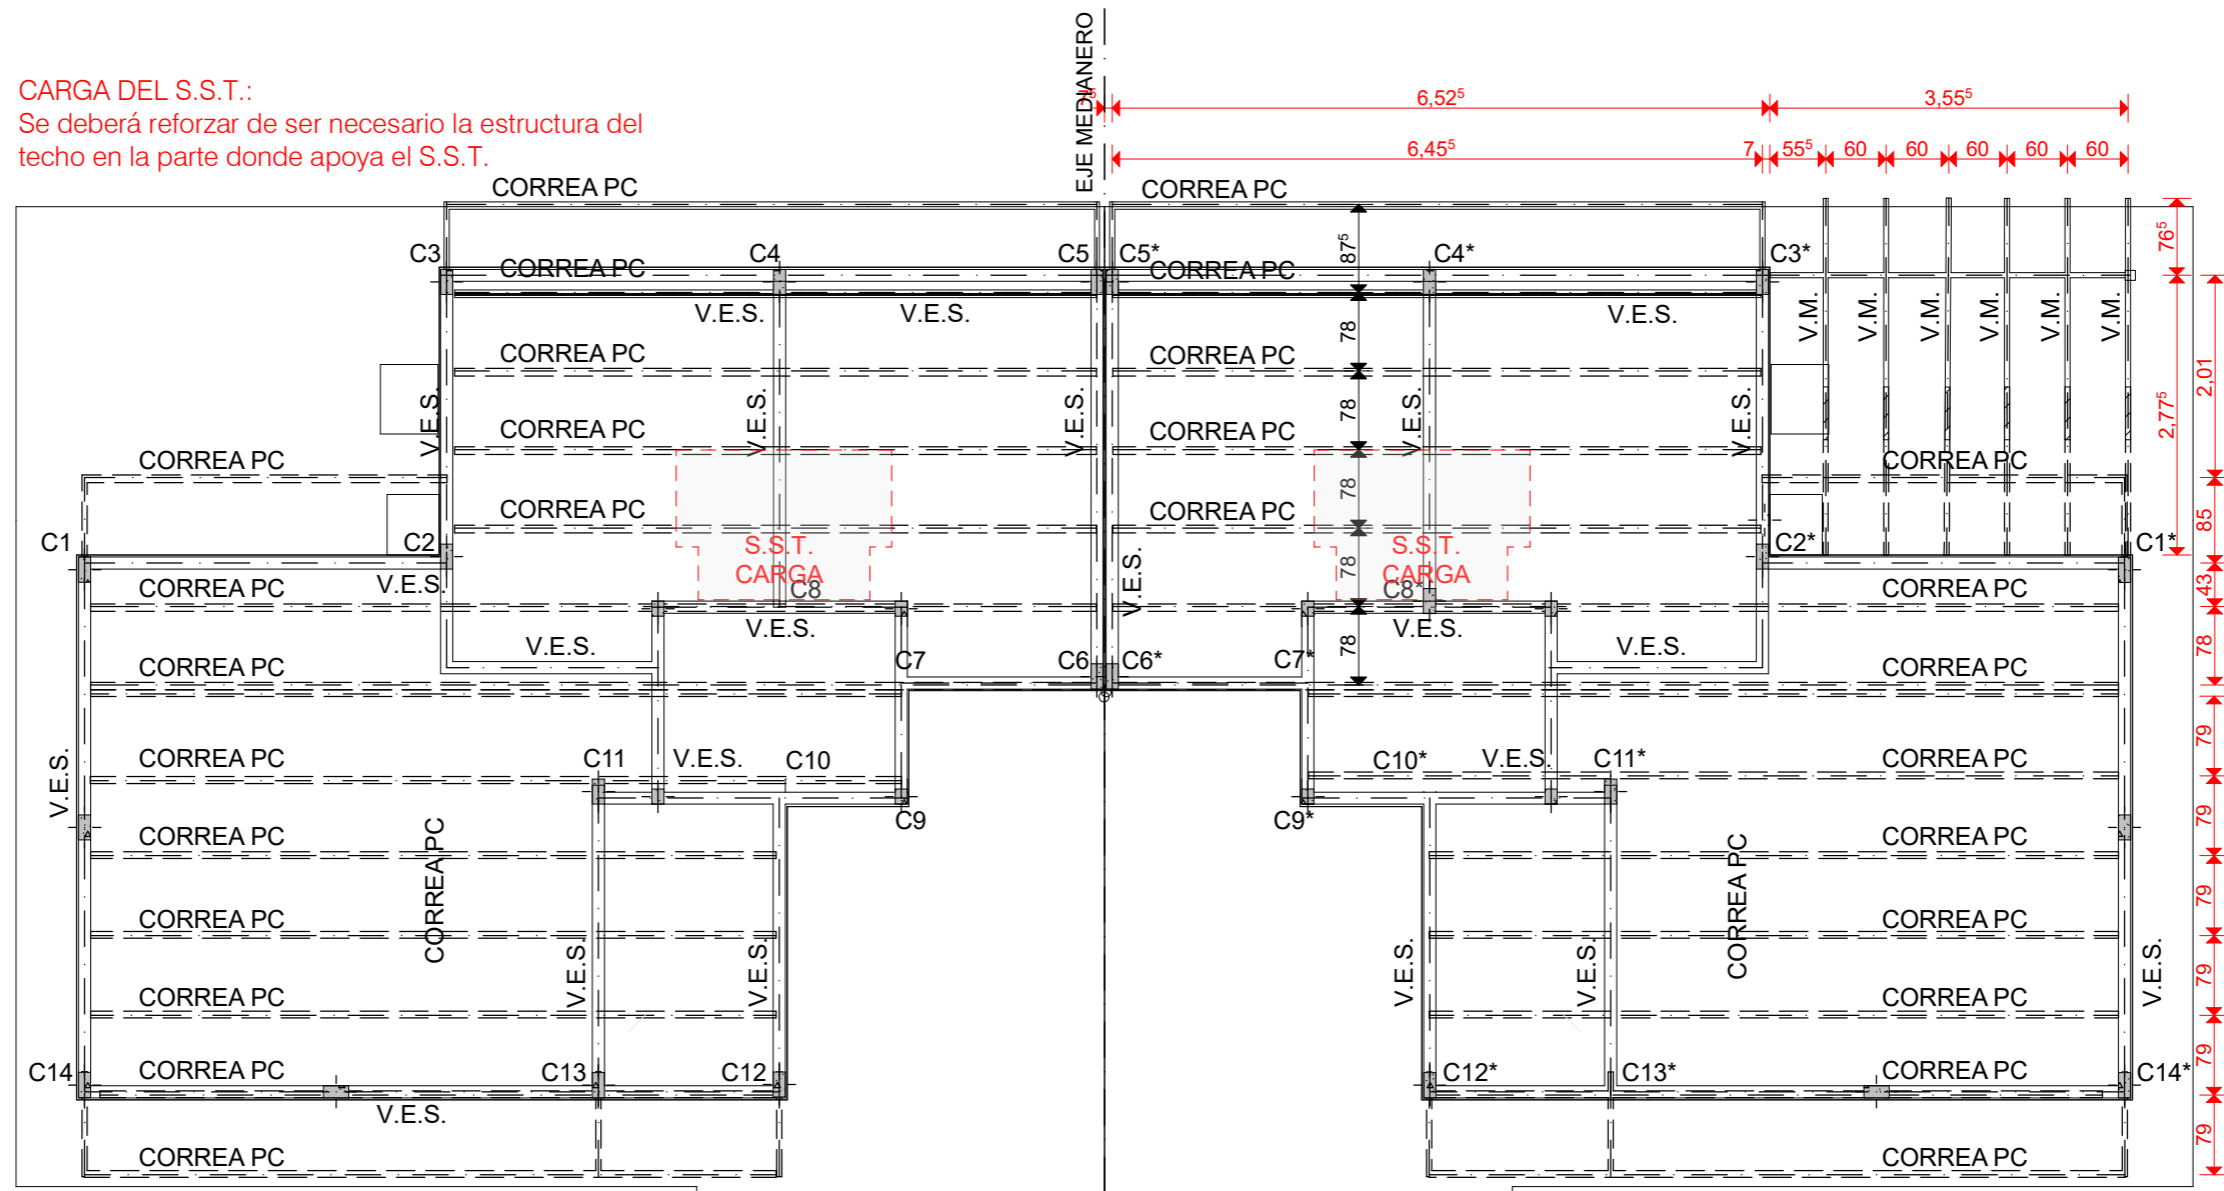 EJE MEDIANERO
CARGA DEL S.S.T.:
Se deberá reforzar de ser necesario la estructura del
techo en la parte donde apoya el S.S.T.
6,52⁵
3,55⁵
6,45⁵
7
55⁵
60
60
60
60
60
CORREA PC
CORREA PC
C3
C4
C5
C5*
C4*
C3*
87⁵
76⁵
CORREA PC
CORREA PC
V.E.S.
V.E.S.
V.E.S.
V.M.
V.M.
V.M.
V.M.
V.M.
V.M.
78
CORREA PC
CORREA PC
2,01
2,77⁵
V.E.S.
V.E.S.
V.E.S.
V.E.S.
V.E.S.
78
CORREA PC
CORREA PC
CORREA PC
CORREA PC
78
CORREA PC
CORREA PC
85
C1
C2
S.S.T.
CARGA
S.S.T.
CARGA
C2*
C1*
78
CORREA PC
V.E.S.
C8
V.E.S.
C8*
CORREA PC
43
V.E.S.
V.E.S.
V.E.S.
V.E.S.
78
78
CORREA PC
C7
C6
C6*
C7*
CORREA PC
79
CORREA PC
C11
V.E.S.
C10
C10*
V.E.S.
C11*
CORREA PC
V.E.S.
C9
C9*
79
CORREA PC
CORREA PC
CORREA PC
CORREA PC
79
CORREA PC
CORREA PC
V.E.S.
V.E.S.
V.E.S.
V.E.S.
V.E.S.
79
CORREA PC
CORREA PC
79
C14
CORREA PC
C13
C12
C12*
C13*
CORREA PC
C14*
V.E.S.
79
CORREA PC
CORREA PC